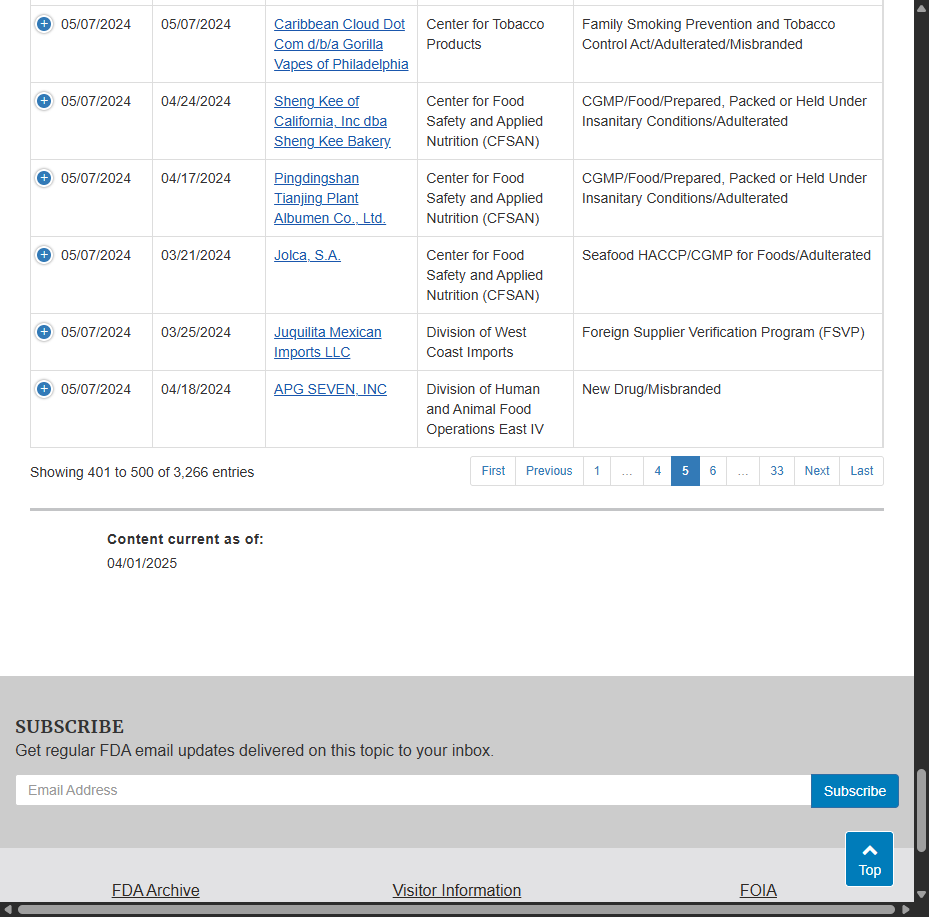 05/07/2024 05/07/2024 Caribbean Cloud Dot Center for Tobacco Family Smoking Prevention and Tobacco
Com d/b/a Gorilla Products Control Act/Adulterated/Misbranded
Vapes of Philadelphia
05/07/2024 04/24/2024 Sheng Kee of Center for Food CGMP/Food/Prepared, Packed or Held Under
California, Inc dba Safety and Applied Insanitary Conditions/Adulterated
Sheng Kee Bakery Nutrition (CFSAN)
05/07/2024 04/17/2024 Pingdingshan Center for Food CGMP/Food/Prepared, Packed or Held Under
Tianjing Plant Safety and Applied Insanitary Conditions/Adulterated
Albumen Co., Ltd. Nutrition (CFSAN)
05/07/2024 03/21/2024 Jolca, S.A. Center for Food Seafood HACCP/CGMP for Foods/Adulterated
Safety and Applied
Nutrition (CFSAN)
05/07/2024 03/25/2024 Juquilita Mexican Division of West Foreign Supplier Verification Program (FSVP)
Imports LLC Coast Imports
05/07/2024 04/18/2024 APG SEVEN, INC Division of Human New Drug/Misbranded
and Animal Food
Operations East IV
Showing 401 to 500 of 3,266 entries First Previous 1 … 4 5 6 … 33 Next Last
Content current as of:
04/01/2025
SUBSCRIBE
Get regular FDA email updates delivered on this topic to your inbox.
Email Address Subscribe
Top
FDA Archive Visitor Information FOIA